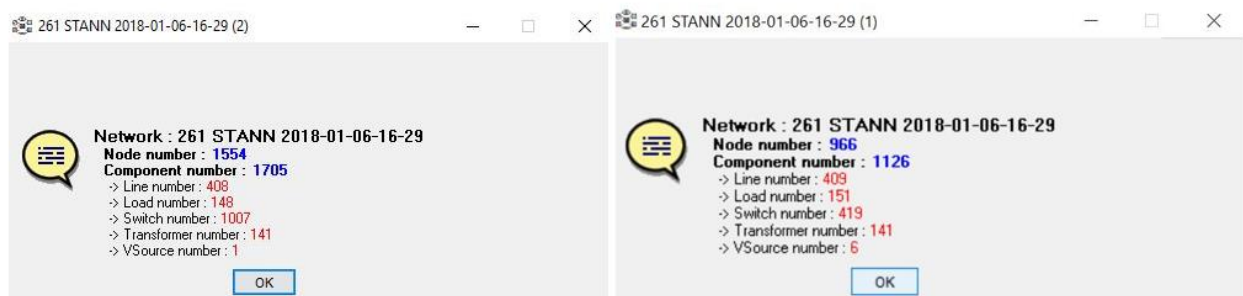 261 STANN 2018-01-06-16-29 (2)
Network : 261 STANN 2018-01-06-16-29
Node number : 1554
Component number : 1705
-> Line number : 408
-> Load number : 148
-> Switch number : 1007
-> Transformer number : 141
-> VSource number : 1
OK
261 STANN 2018-01-06-16-29 (1)
Network : 261 STANN 2018-01-06-16-29
Node number : 966
Component number : 1126
-> Line number : 409
-> Load number : 151
-> Switch number : 419
-> Transformer number : 141
-> VSource number : 6
OK